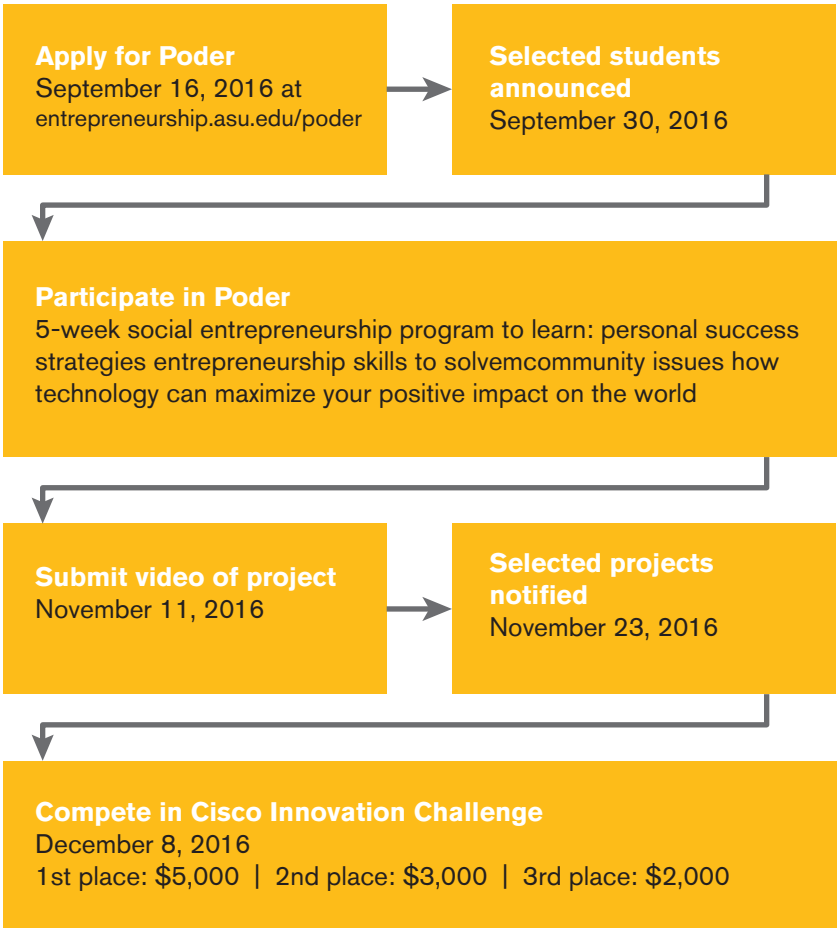 Apply for Poder
September 16, 2016 at
entrepreneurship.asu.edu/poder
Selected students
announced
September 30, 2016
Participate in Poder
5-week social entrepreneurship program to learn: personal success
strategies entrepreneurship skills to solvemcommunity issues how
technology can maximize your positive impact on the world
Submit video of project
November 11, 2016
Selected projects
notified
November 23, 2016
Compete in Cisco Innovation Challenge
December 8, 2016
1st place: $5,000 | 2nd place: $3,000 | 3rd place: $2,000